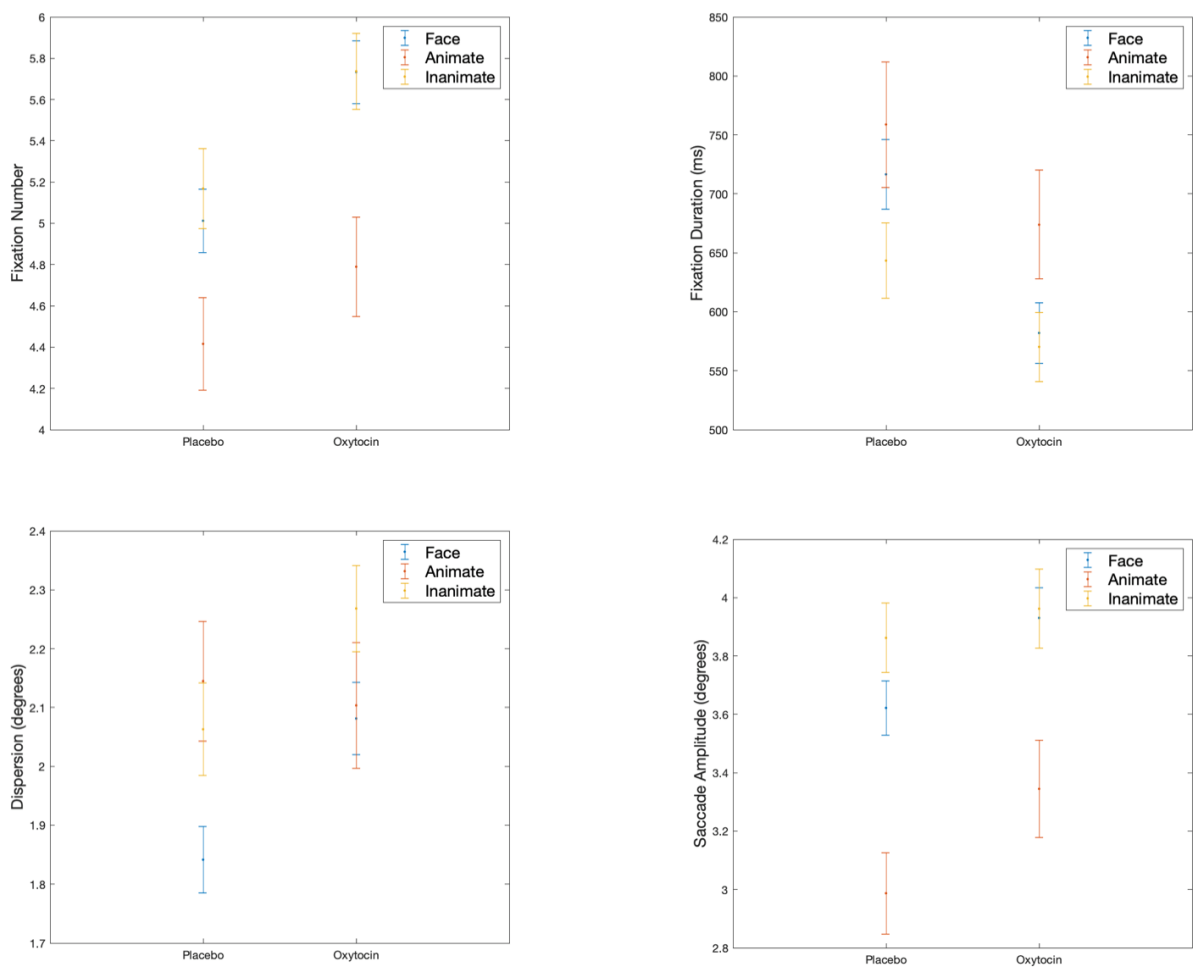 Fixation Number
6
5.8
5.6
5.4
5.2
5
4.8
4.6
4.4
4.2
4
Placebo
Oxytocin
Face
Animate
Inanimate
Fixation Duration (ms)
850
800
750
700
650
600
550
500
Placebo
Oxytocin
Face
Animate
Inanimate
Dispersion (degrees)
2.4
2.3
2.2
2.1
2
1.9
1.8
1.7
Placebo
Oxytocin
Face
Animate
Inanimate
Saccade Amplitude (degrees)
4.2
4
3.8
3.6
3.4
3.2
3
2.8
Placebo
Oxytocin
Face
Animate
Inanimate